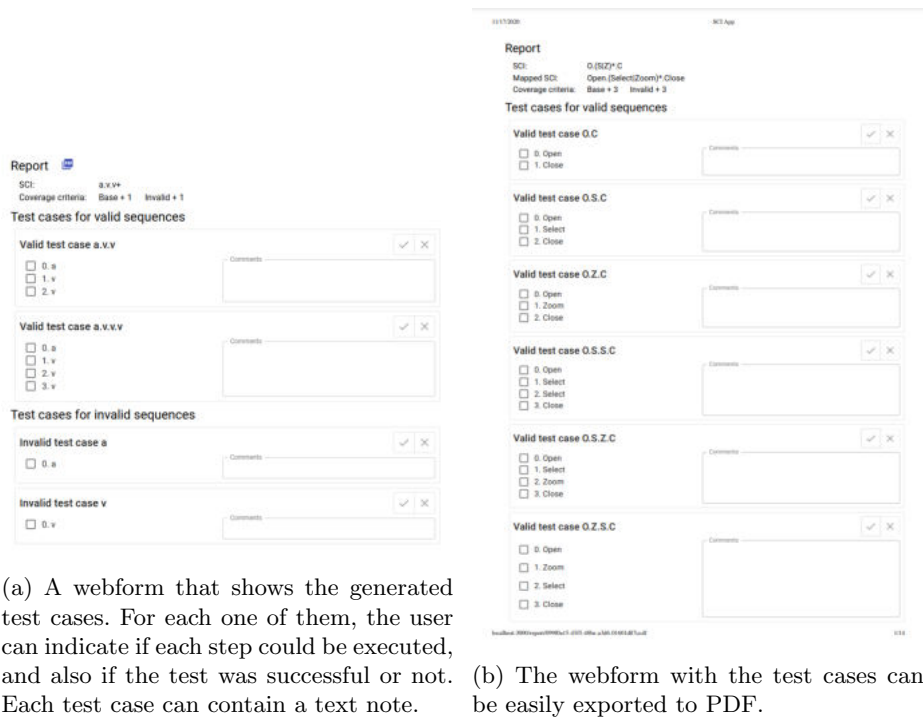 Report
SCI: a.v.v+
Coverage criteria: Base + 1 Invalid + 1
Test cases for valid sequences
Valid test case a.v.v
Comments
0. a
1. v
2. v
Valid test case a.v.v.v
Comments
0. a
1. v
2. v
3. v
Test cases for invalid sequences
Invalid test case a
Comments
0. a
Invalid test case v
Comments
0. v
(a) A webform that shows the generated
test cases. For each one of them, the user
can indicate if each step could be executed,
and also if the test was successful or not.
Each test case can contain a text note.
11/17/2020 SCI App
Report
SCI: O.(S|Z)*.C
Mapped SCI: Open.(Select|Zoom)*.Close
Coverage criteria: Base + 3 Invalid + 3
Test cases for valid sequences
Valid test case O.C
Comments
0. Open
1. Close
Valid test case O.S.C
Comments
0. Open
1. Select
2. Close
Valid test case O.Z.C
Comments
0. Open
1. Zoom
2. Close
Valid test case O.S.S.C
Comments
0. Open
1. Select
2. Select
3. Close
Valid test case O.S.Z.C
Comments
0. Open
1. Select
2. Zoom
3. Close
Valid test case O.Z.S.C
Comments
0. Open
1. Zoom
2. Select
3. Close
(b) The webform with the test cases can
be easily exported to PDF.